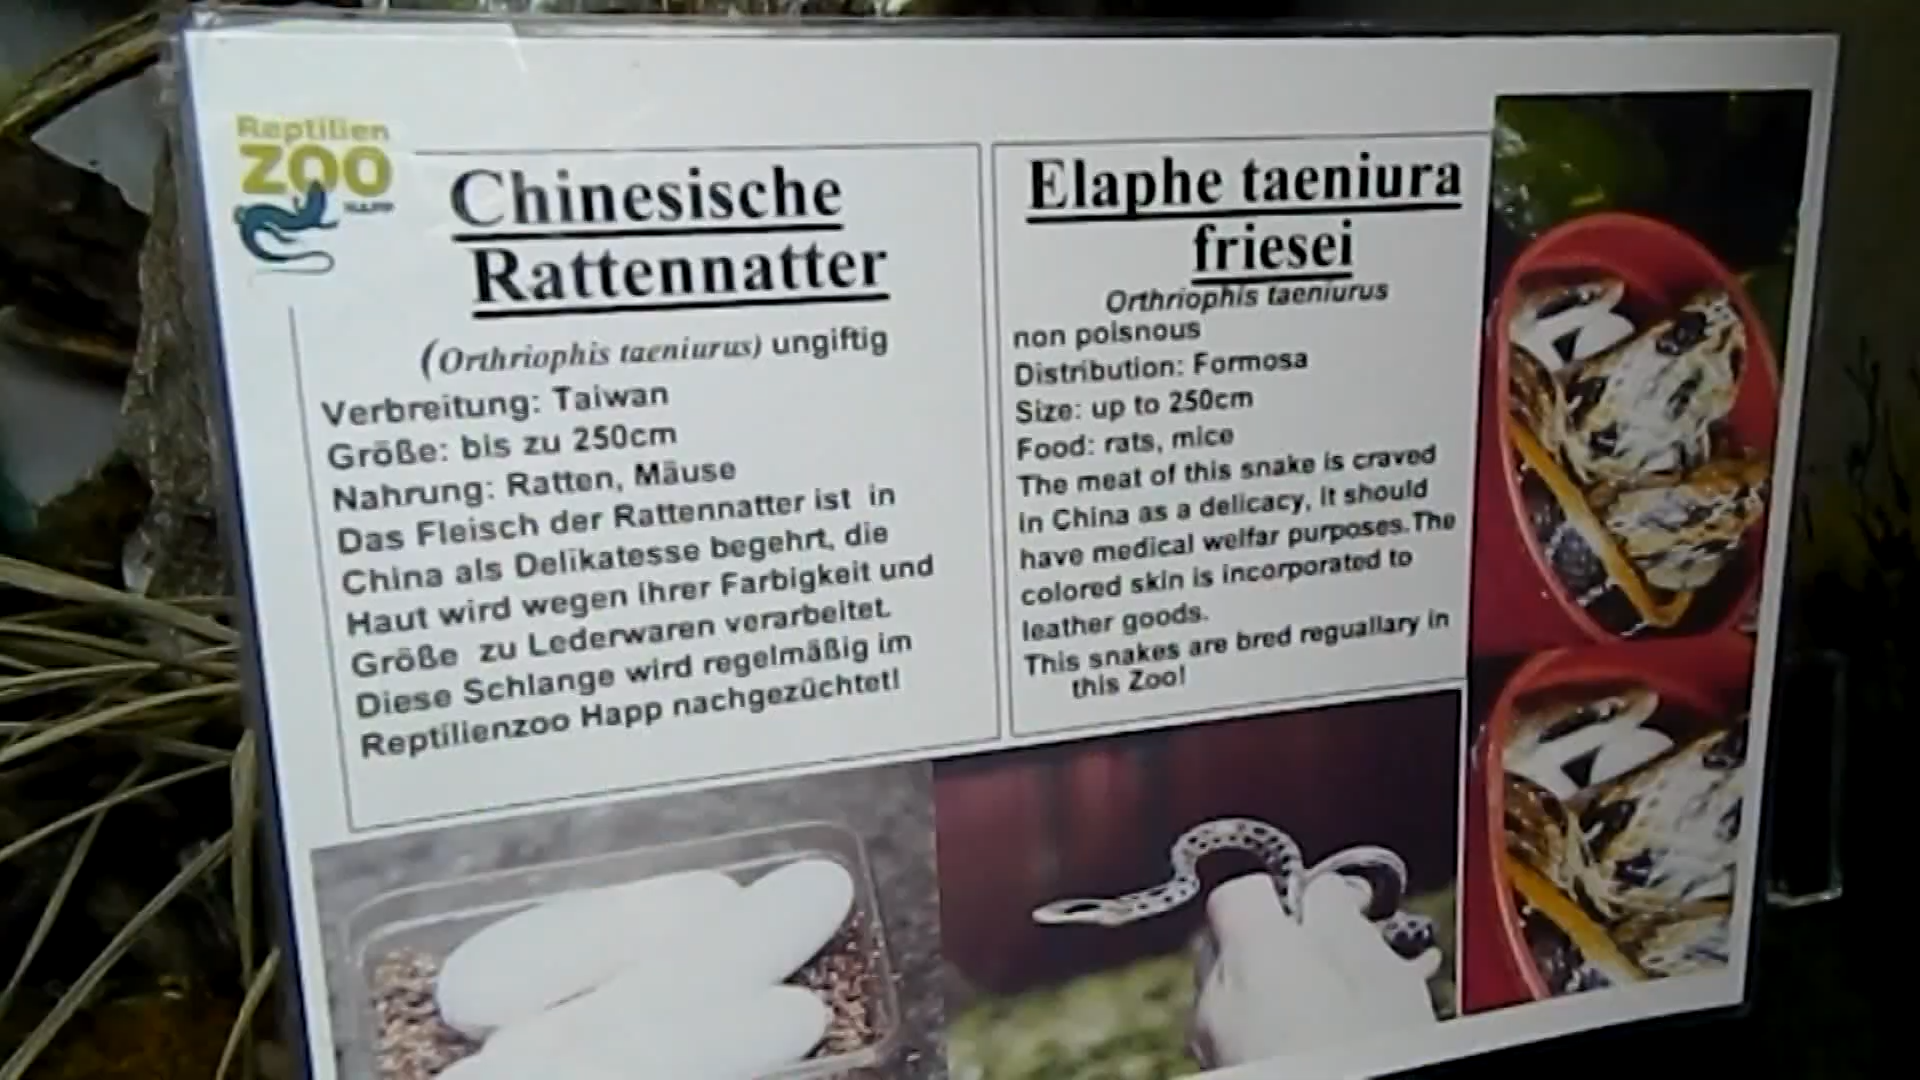 Reptilien
ZOO
HAPP
Chinesische
Rattennatter
(Orthriophis taeniurus) ungiftig
Verbreitung: Taiwan
Größe: bis zu 250cm
Nahrung: Ratten, Mäuse
Das Fleisch der Rattennatter ist in
China als Delikatesse begehrt, die
Haut wird wegen ihrer Farbigkeit und
Größe zu Lederwaren verarbeitet.
Diese Schlange wird regelmäßig im
Reptilienzoo Happ nachgezüchtet!
Elaphe taeniura
friesei
Orthriophis taeniurus
non poisnous
Distribution: Formosa
Size: up to 250cm
Food: rats, mice
The meat of this snake is craved
in China as a delicacy, it should
have medical welfar purposes.The
colored skin is incorporated to
leather goods.
This snakes are bred reguallary in
this Zoo!